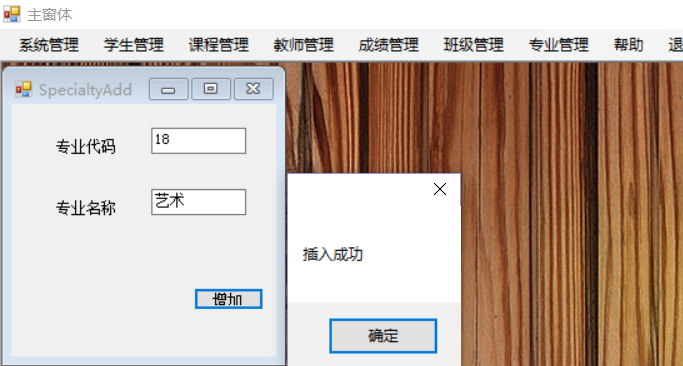 主窗体
系统管理 学生管理 课程管理 教师管理 成绩管理 班级管理 专业管理 帮助 退
SpecialtyAdd
专业代码 18
专业名称 艺术
增加
插入成功
确定